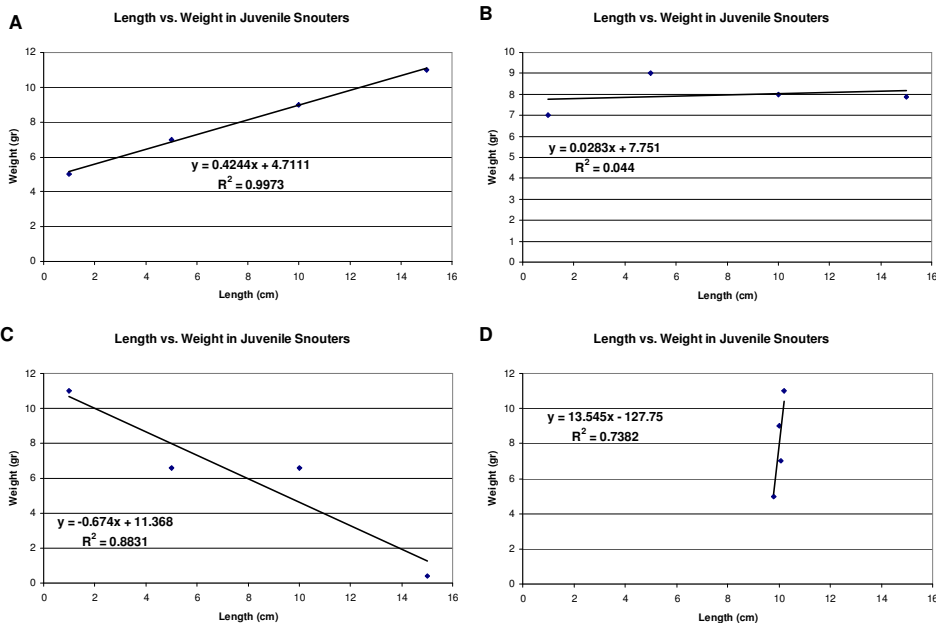 A
Length vs. Weight in Juvenile Snouters
12
10
8
6
4
2
0
Weight (gr)
y = 0.4244x + 4.7111
R² = 0.9973
0 2 4 6 8 10 12 14 16
Length (cm)
B
Length vs. Weight in Juvenile Snouters
10
9
8
7
6
5
4
3
2
1
0
Weight (gr)
y = 0.0283x + 7.751
R² = 0.044
0 2 4 6 8 10 12 14 16
Length (cm)
C
Length vs. Weight in Juvenile Snouters
12
10
8
6
4
2
0
Weight (gr)
y = -0.674x + 11.368
R² = 0.8831
0 2 4 6 8 10 12 14 16
Length (cm)
D
Length vs. Weight in Juvenile Snouters
12
10
8
6
4
2
0
Weight (gr)
y = 13.545x - 127.75
R² = 0.7382
0 2 4 6 8 10 12 14 16
Length (cm)